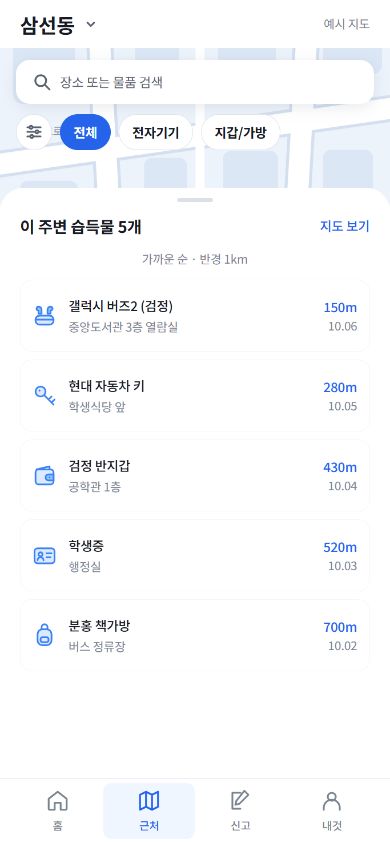 삼선동
예시 지도
장소 또는 물품 검색
전체
전자기기
지갑/가방
이 주변 습득물 5개
지도 보기
가까운 순 · 반경 1km
갤럭시 버즈2 (검정)
150m
중앙도서관 3층 열람실
10.06
현대 자동차 키
280m
학생식당 앞
10.05
검정 반지갑
430m
공학관 1층
10.04
학생증
520m
행정실
10.03
분홍 책가방
700m
버스 정류장
10.02
홈
근처
신고
내것